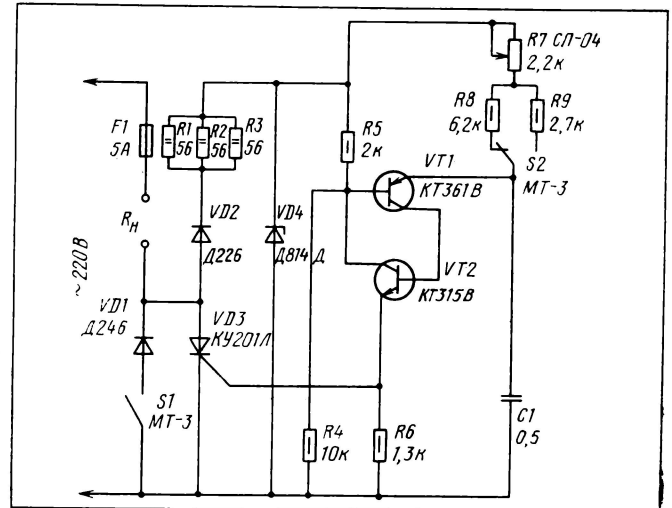 R7 СП-04
2,2к
R8
6,2к
R9
2,7к
S2
МТ-3
F1
5А
R1
56
R2
56
R3
56
R5
2к
VT1
КТ361В
Rн
VD2
Д226
VD4
Д814Д
VT2
КТ315В
~220В
VD1
Д246
VD3
КУ201Л
S1
МТ-3
R4
10к
R6
1,3к
C1
0,5